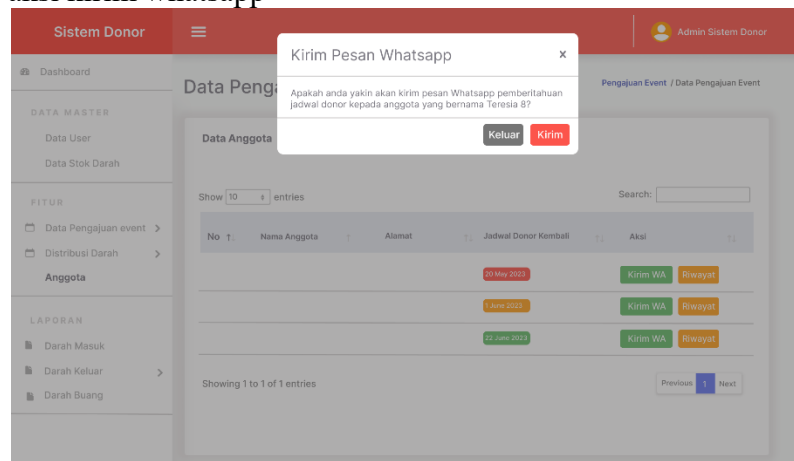 Sistem Donor
Admin Sistem Donor
Kirim Pesan Whatsapp x
Apakah anda yakin akan kirim pesan Whatsapp pemberitahuan
jadwal donor kepada anggota yang bernama Teresia 8?
Keluar Kirim
Dashboard
DATA MASTER
Data User
Data Stok Darah
FITUR
Data Pengajuan event >
Distribusi Darah >
Anggota
LAPORAN
Darah Masuk
Darah Keluar >
Darah Buang
Data Penga
Pengajuan Event / Data Pengajuan Event
Data Anggota
Show 10 entries
Search:
No Nama Anggota Alamat Jadwal Donor Kembali Aksi
20 May 2023 Kirim WA Riwayat
1 June 2023 Kirim WA Riwayat
22 June 2023 Kirim WA Riwayat
Showing 1 to 1 of 1 entries
Previous 1 Next